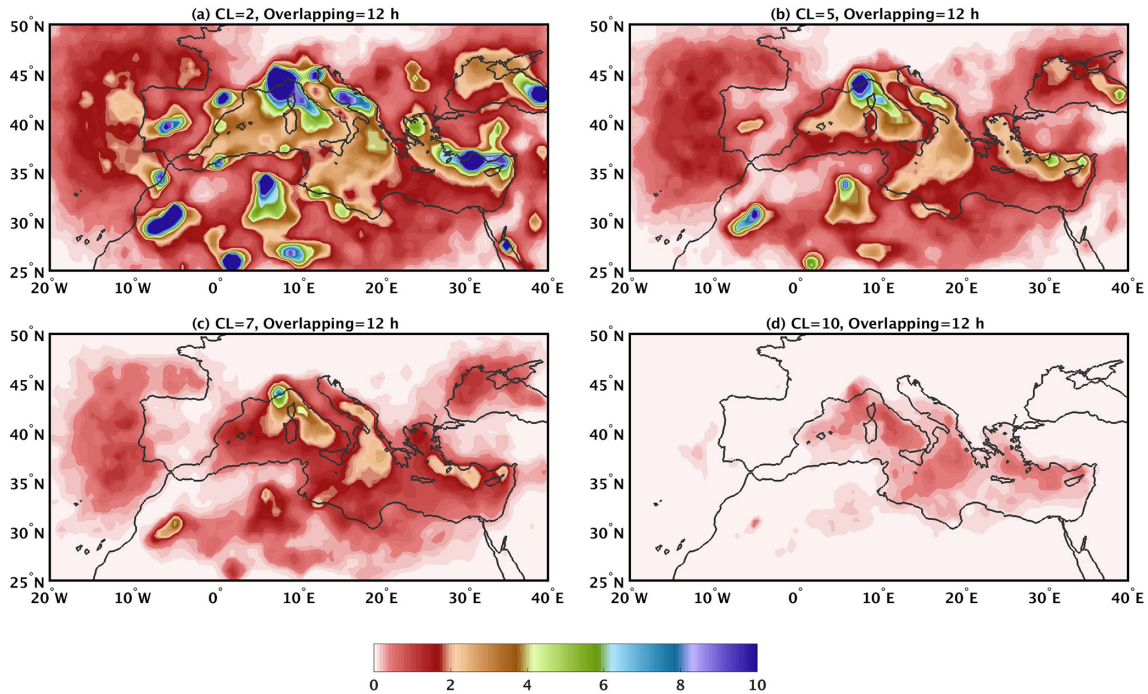 (a) CL=2, Overlapping=12 h
50°N
45°N
40°N
35°N
30°N
25°N
20°W 10°W 0° 10°E 20°E 30°E 40°E
(b) CL=5, Overlapping=12 h
50°N
45°N
40°N
35°N
30°N
25°N
20°W 10°W 0° 10°E 20°E 30°E 40°E
(c) CL=7, Overlapping=12 h
50°N
45°N
40°N
35°N
30°N
25°N
20°W 10°W 0° 10°E 20°E 30°E 40°E
(d) CL=10, Overlapping=12 h
50°N
45°N
40°N
35°N
30°N
25°N
20°W 10°W 0° 10°E 20°E 30°E 40°E
0 2 4 6 8 10